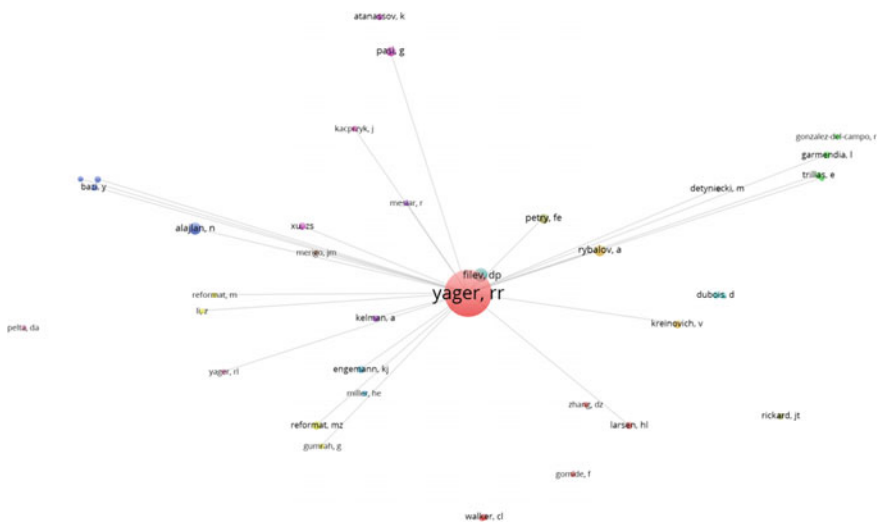 atanassov, k
pasi, g
kacprzyk, j
gonzalez-del-campo, r
garmendia, l
trillas, e
detyniecki, m
bazi, y
mesiar, r
petry, fe
xu, zs
alajlan, n
rybalov, a
merigo, jm
filev, dp
yager, rr
reformat, m
dubois, d
li, z
kelman, a
kreinovich, v
pelta, da
yager, rl
engemann, kj
miller, he
zhang, dz
rickard, jt
reformat, mz
larsen, hl
gumrah, g
gomide, f
walker, cl